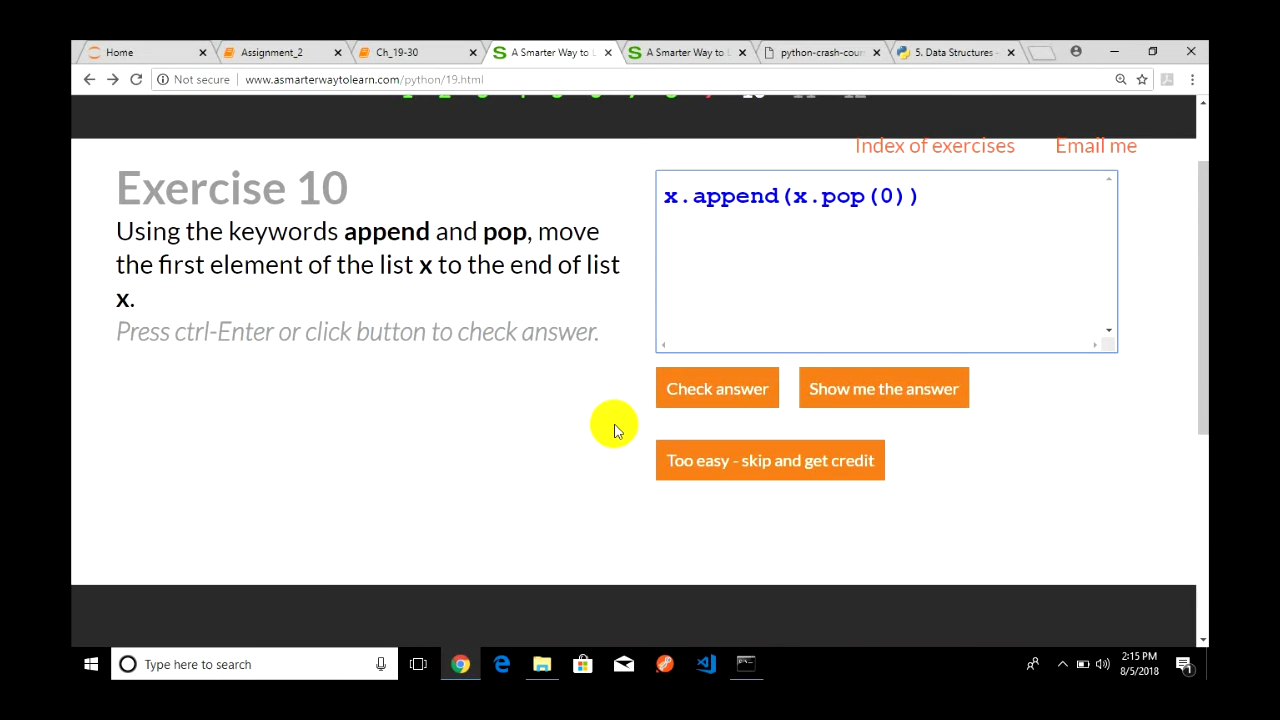 Home
Assignment_2
Ch_19-30
A Smarter Way to L
A Smarter Way to L
python-crash-cou
5. Data Structures
Not secure | www.asmarterwaytolearn.com/python/19.html
Index of exercises
Email me
Exercise 10
Using the keywords append and pop, move
the first element of the list x to the end of list
x.
Press ctrl-Enter or click button to check answer.
x.append(x.pop(0))
Check answer
Show me the answer
Too easy - skip and get credit
Type here to search
2:15 PM
8/5/2018